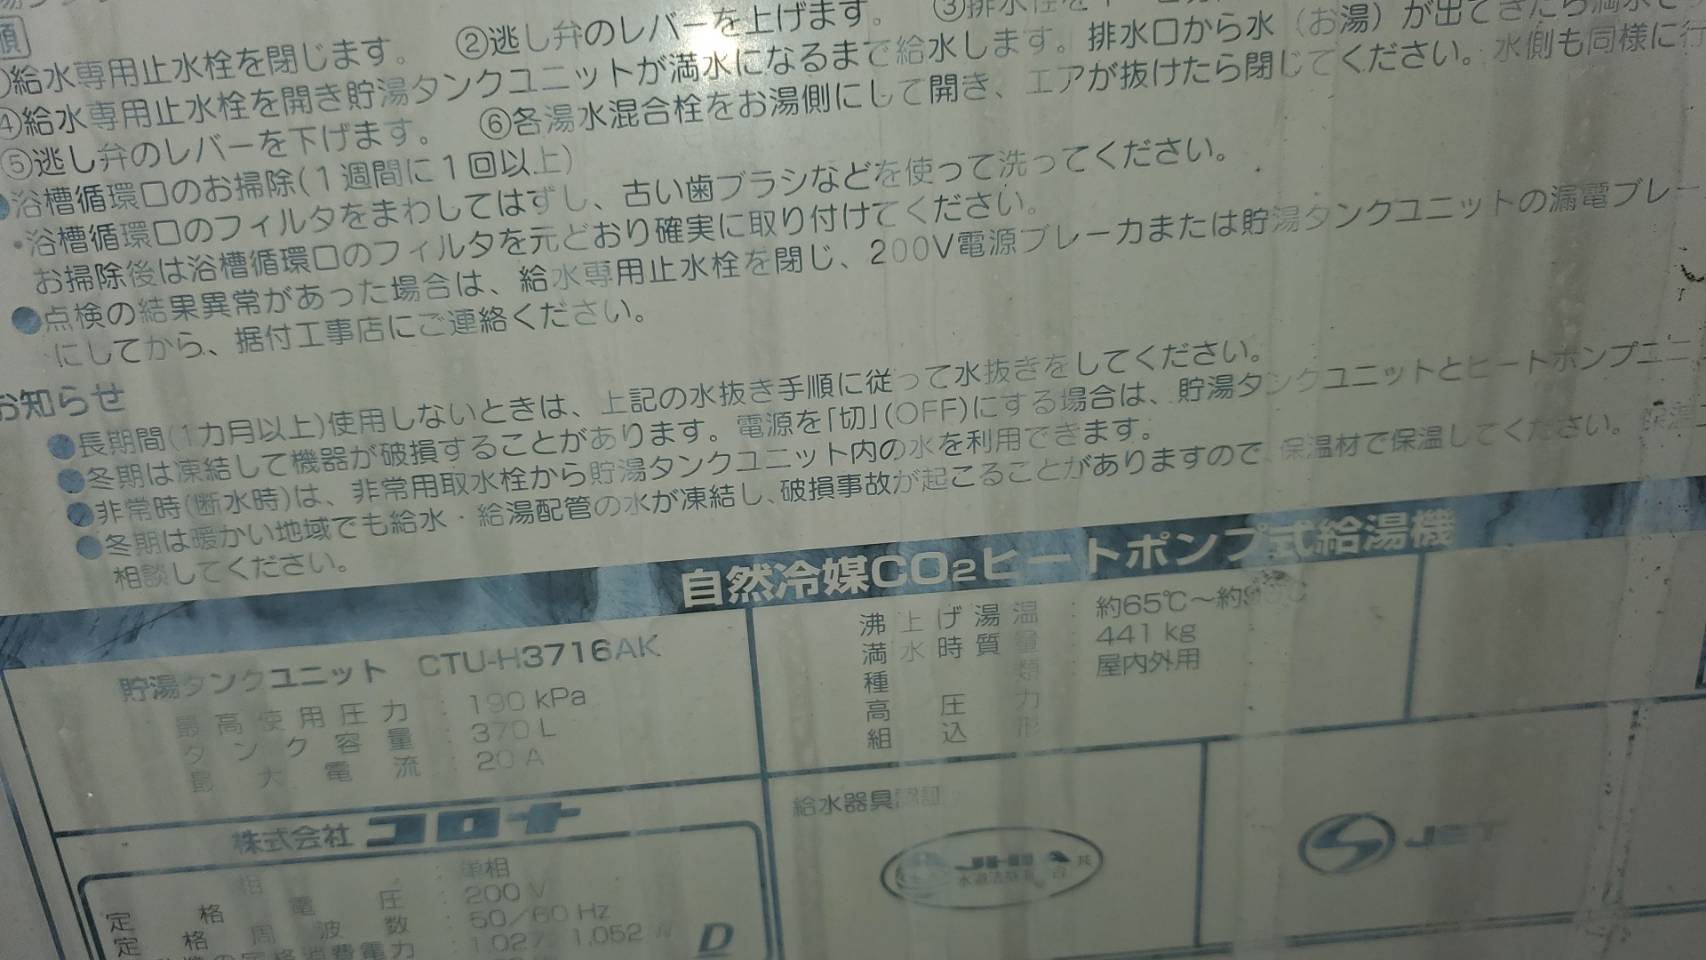 順
①給水専用止水栓を閉じます。 ②逃し弁のレバーを上げます。
④給水専用止水栓を開き貯湯タンクユニットが満水になるまで給水します。排水口から水(お湯)が出てきたら満水
⑤逃し弁のレバーを下げます。 ⑥各湯水混合栓をお湯側にして開き、エアが抜けたら閉じてください。水側も同様に行
●浴槽循環口のお掃除(1週間に1回以上)
・浴槽循環口のフィルタをまわしてはずし、古い歯ブラシなどを使って洗ってください。
お掃除後は浴槽循環口のフィルタを元どおり確実に取り付けてください。
●点検の結果異常があった場合は、給水専用止水栓を閉じ、200V電源ブレーカまたは貯湯タンクユニットの漏電ブレー
にしてから、据付工事店にご連絡ください。
お知らせ
●長期間(1カ月以上)使用しないときは、上記の水抜き手順に従って水抜きをしてください。
●冬期は凍結して機器が破損することがあります。電源を「切」(OFF)にする場合は、貯湯タンクユニットとヒートポンプユニ
●非常時(断水時)は、非常用取水栓から貯湯タンクユニット内の水を利用できます。
●冬期は暖かい地域でも給水・給湯配管の水が凍結し、破損事故が起こることがありますので、保温材で保温してください。保温
相談してください。
自然冷媒CO₂ヒートポンプ式給湯機
貯湯タンクユニット CTU-H3716AK
最高使用圧力 : 190 kPa
タンク容量 : 370 L
最大電流 : 20 A
沸上げ湯温 : 約65℃～約
満水時質量 : 441 kg
種類 : 屋内外用
高圧力
組込形
株式会社 コロナ
給水器具認証
JET
相 : 単相
定格電圧 : 200 V
定格周波数 : 50/60 Hz
定格消費電力 : 1,027/1,052 W
D